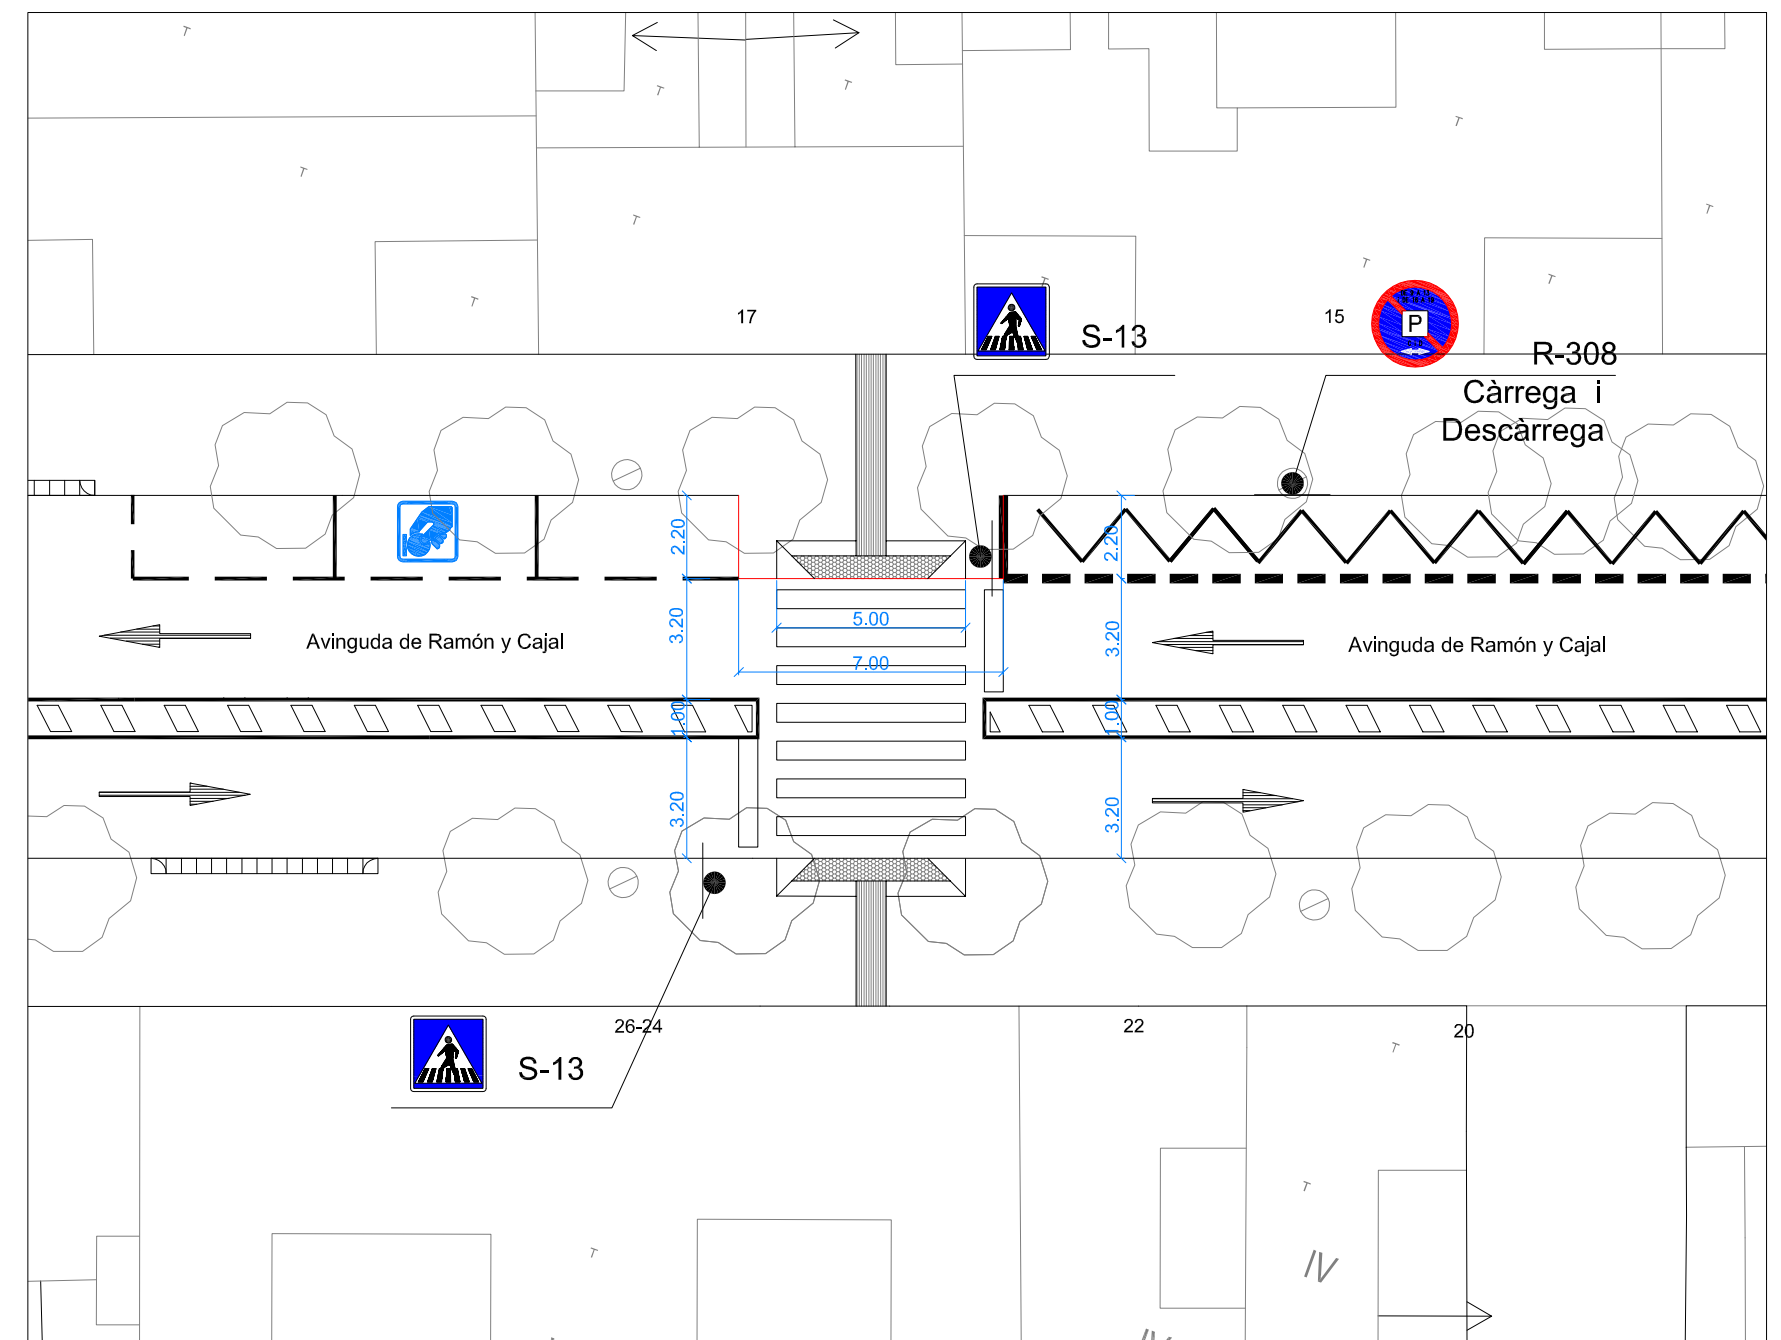 T
T
T
T
T
T
T
T
T
T
T
T
17
S-13
15
P
R-308
Càrrega i
Descàrrega
2.20
2.20
5.00
3.20
3.20
Avinguda de Ramón y Cajal
Avinguda de Ramón y Cajal
7.00
1.00
1.00
3.20
3.20
26-24
22
20
S-13
T
T
T
IV
IV